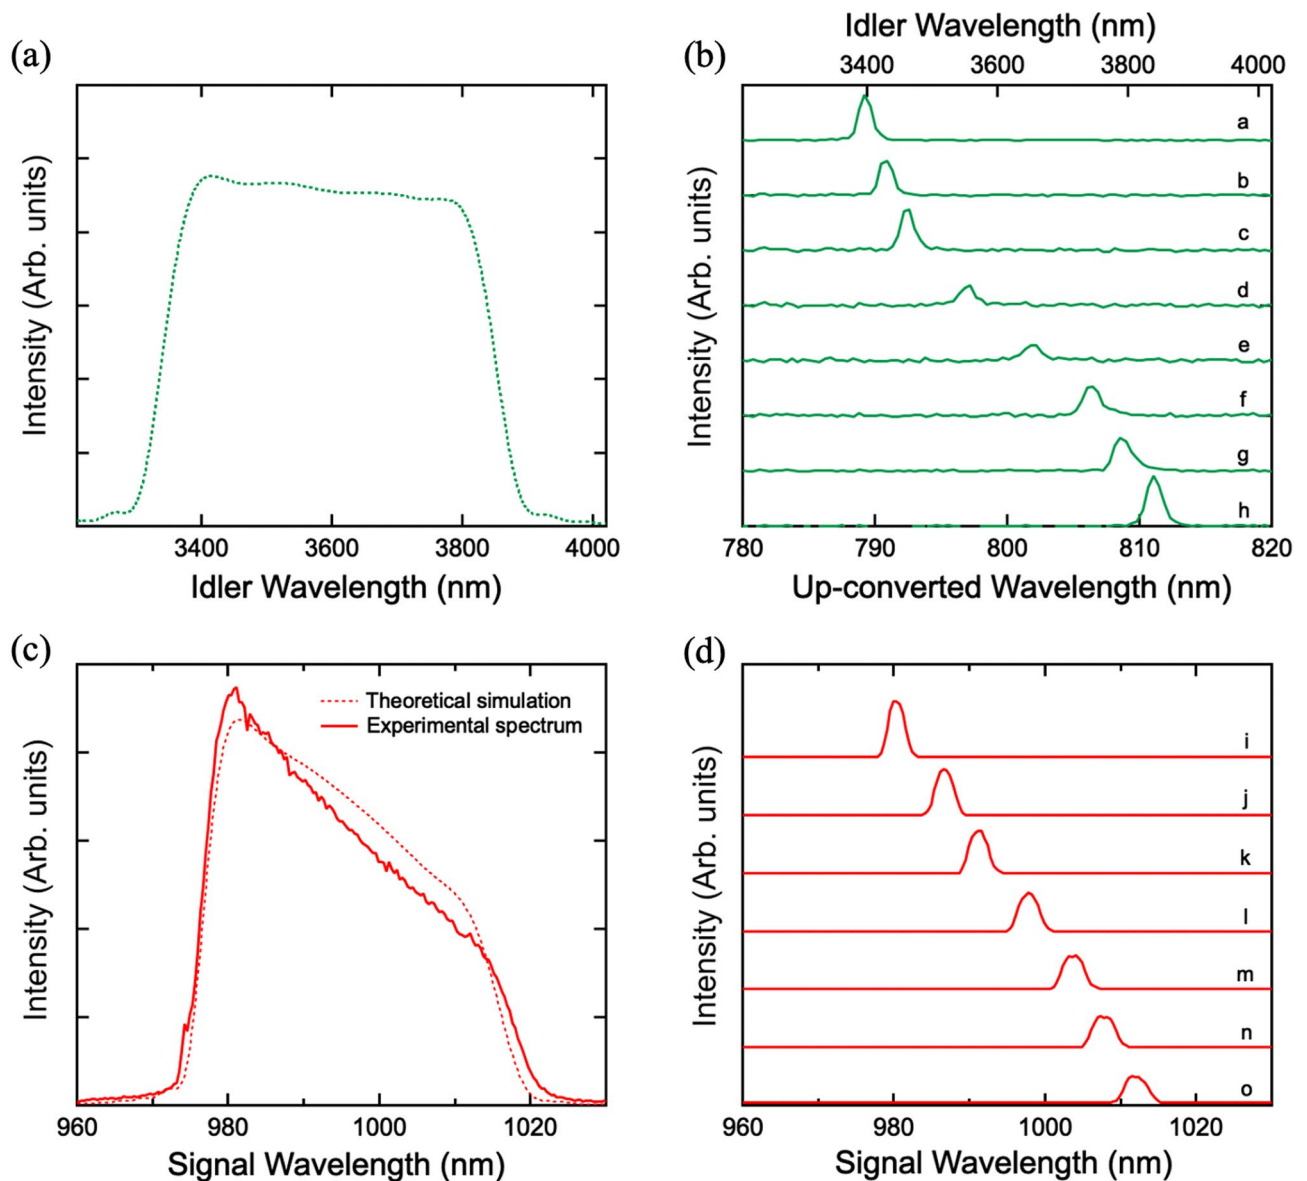 (a)
Intensity (Arb. units)
3400 3600 3800 4000
Idler Wavelength (nm)
(b)
Idler Wavelength (nm)
3400 3600 3800 4000
Intensity (Arb. units)
a
b
c
d
e
f
g
h
780 790 800 810 820
Up-converted Wavelength (nm)
(c)
Theoretical simulation
Experimental spectrum
Intensity (Arb. units)
960 980 1000 1020
Signal Wavelength (nm)
(d)
Intensity (Arb. units)
i
j
k
l
m
n
o
960 980 1000 1020
Signal Wavelength (nm)